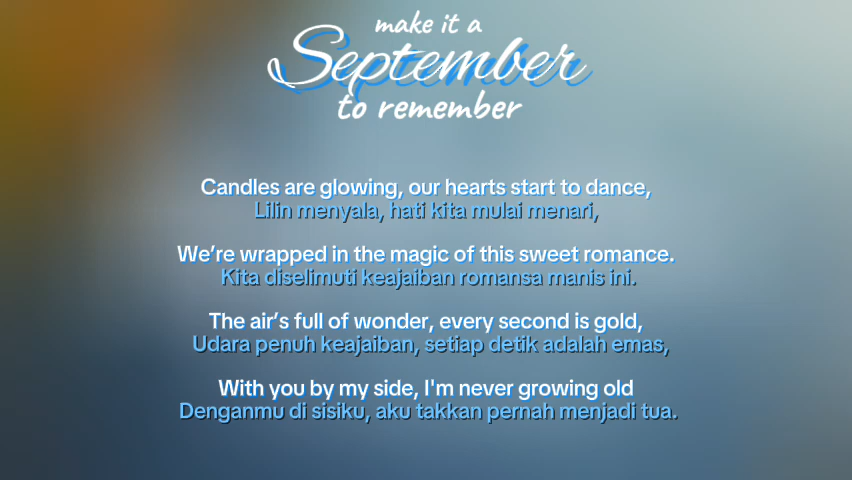 make it a
September
to remember
Candles are glowing, our hearts start to dance,
Lilin menyala, hati kita mulai menari,
We’re wrapped in the magic of this sweet romance.
Kita diselimuti keajaiban romansa manis ini.
The air’s full of wonder, every second is gold,
Udara penuh keajaiban, setiap detik adalah emas,
With you by my side, I'm never growing old
Denganmu di sisiku, aku takkan pernah menjadi tua.